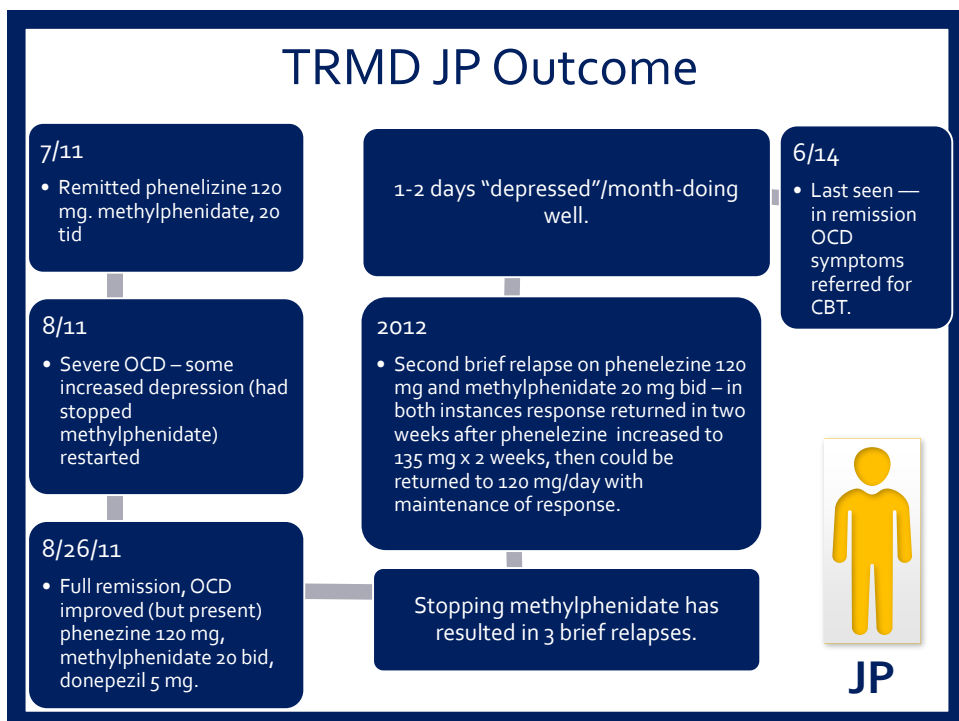 TRMD JP Outcome
7/11
• Remitted phenelizine 120
mg. methylphenidate, 20
tid
8/11
• Severe OCD – some
increased depression (had
stopped
methylphenidate)
restarted
8/26/11
• Full remission, OCD
improved (but present)
phenezine 120 mg,
methylphenidate 20 bid,
donepezil 5 mg.
Stopping methylphenidate has
resulted in 3 brief relapses.
2012
• Second brief relapse on phenelezine 120
mg and methylphenidate 20 mg bid – in
both instances response returned in two
weeks after phenelezine increased to
135 mg x 2 weeks, then could be
returned to 120 mg/day with
maintenance of response.
1-2 days “depressed”/month-doing
well.
6/14
• Last seen —
in remission
OCD
symptoms
referred for
CBT.
JP